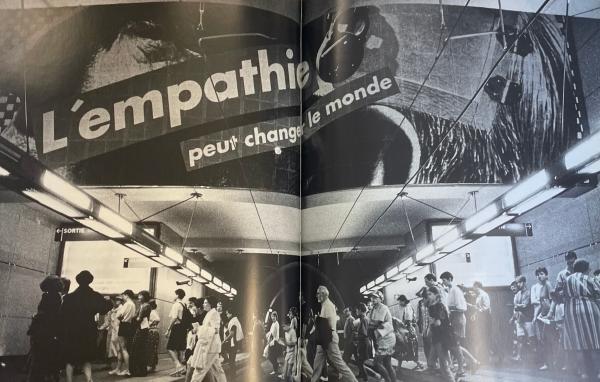 L'empathie
peut changer le monde
← SORTIE